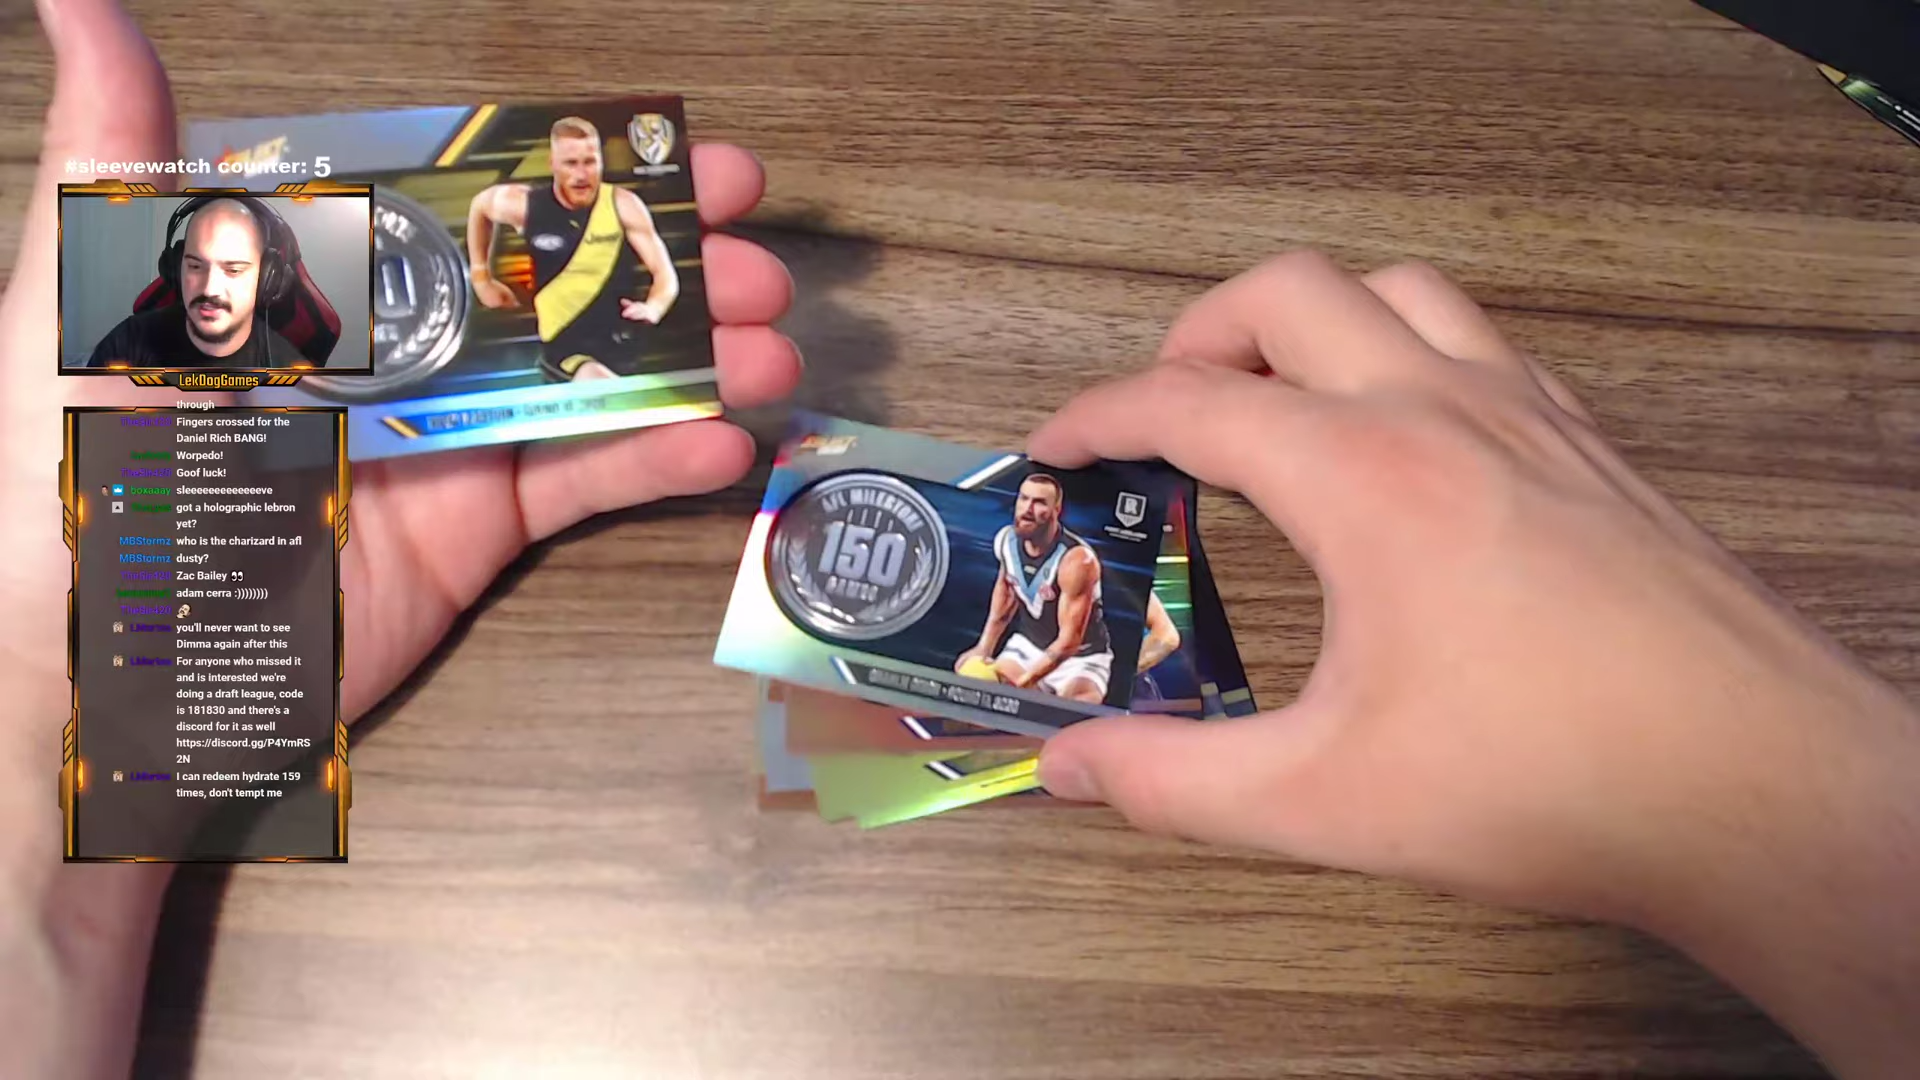 #sleevewatch counter: 5
LekDogGames
through
Fingers crossed for the
Daniel Rich BANG!
Worpedo!
Goof luck!
boxaaay sleeeeeeeeeeeeeve
got a holographic lebron
yet?
MBStormz who is the charizard in afl
MBStormz dusty?
Zac Bailey
adam cerra :))))))))
you'll never want to see
Dimma again after this
For anyone who missed it
and is interested we're
doing a draft league, code
is 181830 and there's a
discord for it as well
https://discord.gg/P4YmRS
2N
I can redeem hydrate 159
times, don't tempt me
SELECT
AFL MILESTONE
150
GAMES